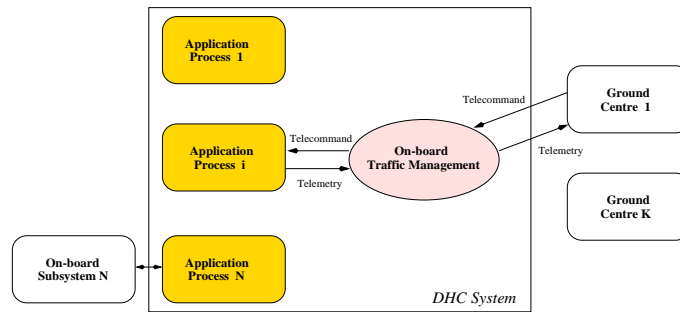 Application
Process 1
Telecommand
Ground
Centre 1
Application
Process i
Telecommand
Telemetry
On-board
Traffic Management
Telemetry
Ground
Centre K
On-board
Subsystem N
Application
Process N
DHC System